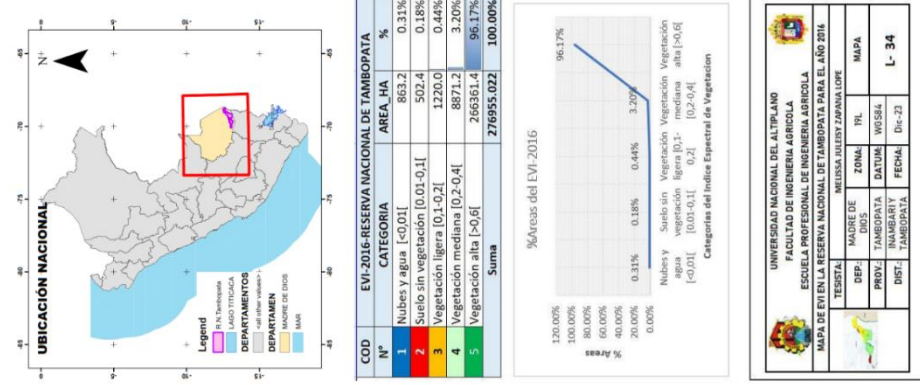 UBICACIÓN NACIONAL
-85 -80 -75 -70 -65
N
-5
-10
-15
Legend
R.N.Tambopata
LAGO TITICACA
DEPARTAMENTOS
<all other values>
DEPARTAMEN
MADRE DE DIOS
MAR
COD EVI-2016-RESERVA NACIONAL DE TAMBOPATA
N° CATEGORIA AREA_HA %
1 Nubes y agua [<0,01[ 863.2 0.31%
2 Suelo sin vegetación [0.01-0,1[ 502.4 0.18%
3 Vegetación ligera [0,1-0,2[ 1220.0 0.44%
4 Vegetación mediana [0,2-0,4[ 8871.2 3.20%
5 Vegetación alta [>0,6[ 266361.4 96.17%
Suma 276955.022 100.00%
%Areas del EVI-2016
% Areas
120.00%
100.00%
80.00%
60.00%
40.00%
20.00%
0.00%
0.31% 0.18% 0.44% 3.20% 96.17%
Nubes y agua [<0,01[
Suelo sin vegetación [0.01-0,1[
Vegetación ligera [0,1-0,2[
Vegetación mediana [0,2-0,4[
Vegetación alta [>0,6[
Categorias del Indice Espectral de Vegetacion
UNIVERSIDAD NACIONAL DEL ALTIPLANO
FACULTAD DE INGENIERIA AGRICOLA
ESCUELA PROFESIONAL DE INGENIERIA AGRICOLA
MAPA DE EVI EN LA RESERVA NACIONAL DE TAMBOPATA PARA EL AÑO 2016
TESISTA: MELISSA JULEISY ZAPANA LOPE
DEP.: MADRE DE DIOS ZONA: 19L MAPA
PROV.: TAMBOPATA DATUM: WGS84
DIST.: INAMBARI Y TAMBOPATA FECHA: Dic-23 L- 34